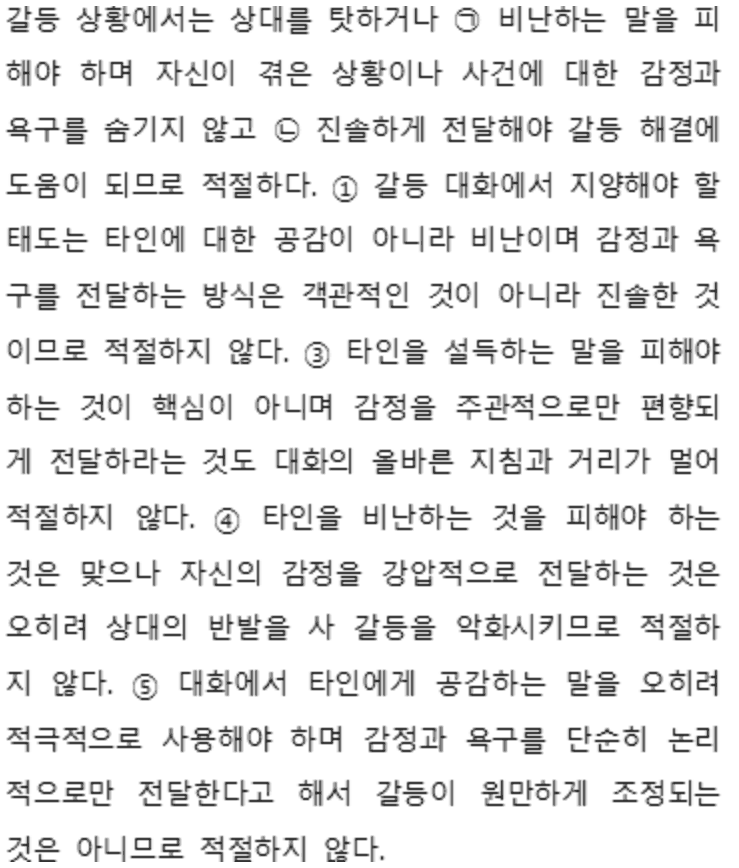 갈등 상황에서는 상대를 탓하거나 ㉠ 비난하는 말을 피
해야 하며 자신이 겪은 상황이나 사건에 대한 감정과
욕구를 숨기지 않고 ㉡ 진솔하게 전달해야 갈등 해결에
도움이 되므로 적절하다. ① 갈등 대화에서 지양해야 할
태도는 타인에 대한 공감이 아니라 비난이며 감정과 욕
구를 전달하는 방식은 객관적인 것이 아니라 진솔한 것
이므로 적절하지 않다. ③ 타인을 설득하는 말을 피해야
하는 것이 핵심이 아니며 감정을 주관적으로만 편향되
게 전달하라는 것도 대화의 올바른 지침과 거리가 멀어
적절하지 않다. ④ 타인을 비난하는 것을 피해야 하는
것은 맞으나 자신의 감정을 강압적으로 전달하는 것은
오히려 상대의 반발을 사 갈등을 악화시키므로 적절하
지 않다. ⑤ 대화에서 타인에게 공감하는 말을 오히려
적극적으로 사용해야 하며 감정과 욕구를 단순히 논리
적으로만 전달한다고 해서 갈등이 원만하게 조정되는
것은 아니므로 적절하지 않다.